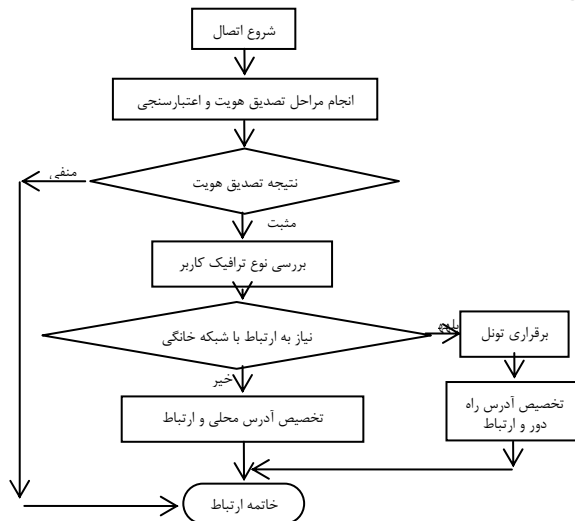 شروع اتصال
انجام مراحل تصدیق هویت و اعتبارسنجی
نتیجه تصدیق هویت
منفی
مثبت
بررسی نوع ترافیک کاربر
نیاز به ارتباط با شبکه خانگی
برقراری تونل
خیر
تخصیص آدرس محلی و ارتباط
تخصیص آدرس راه
دور و ارتباط
خاتمه ارتباط